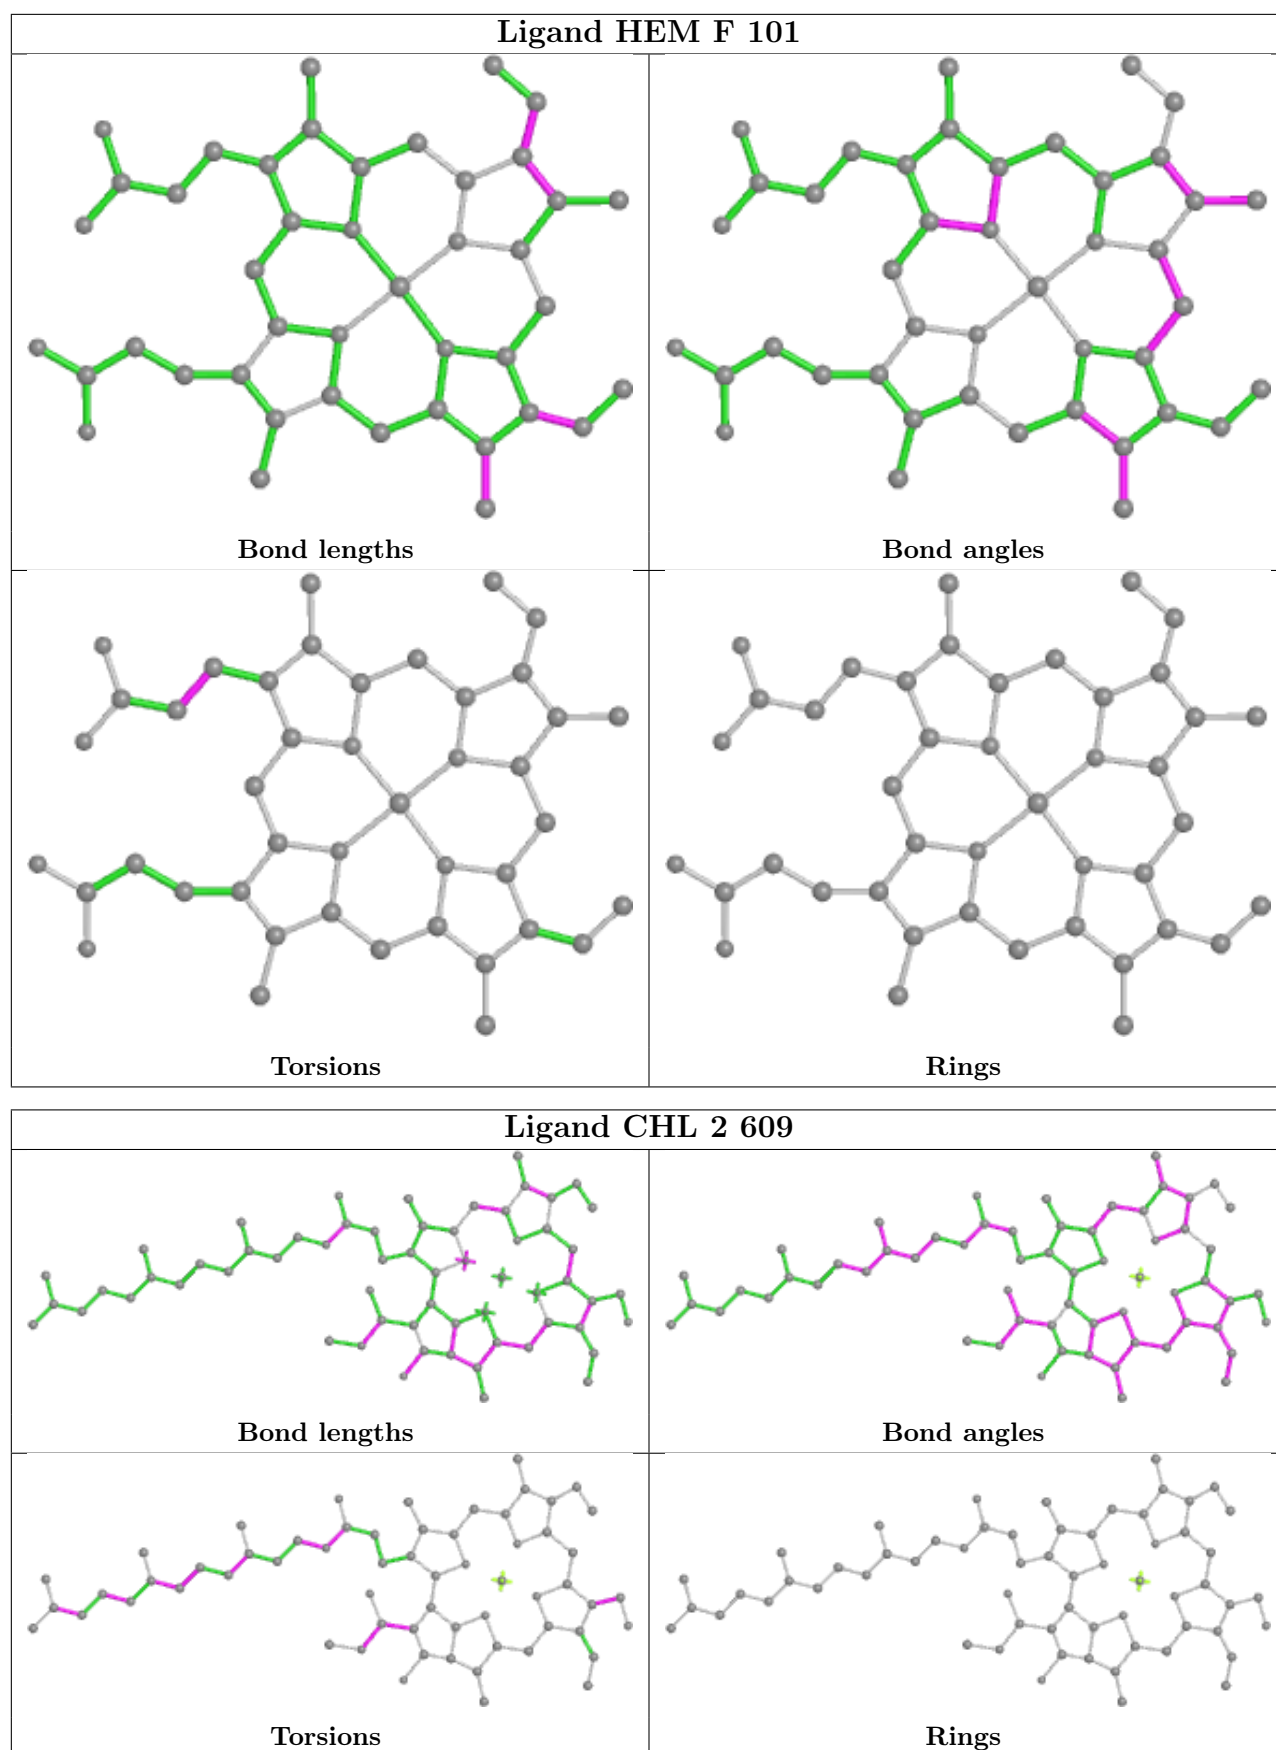 Ligand HEM F 101
Bond lengths
Bond angles
Torsions
Rings
Ligand CHL 2 609
Bond lengths
Bond angles
Torsions
Rings